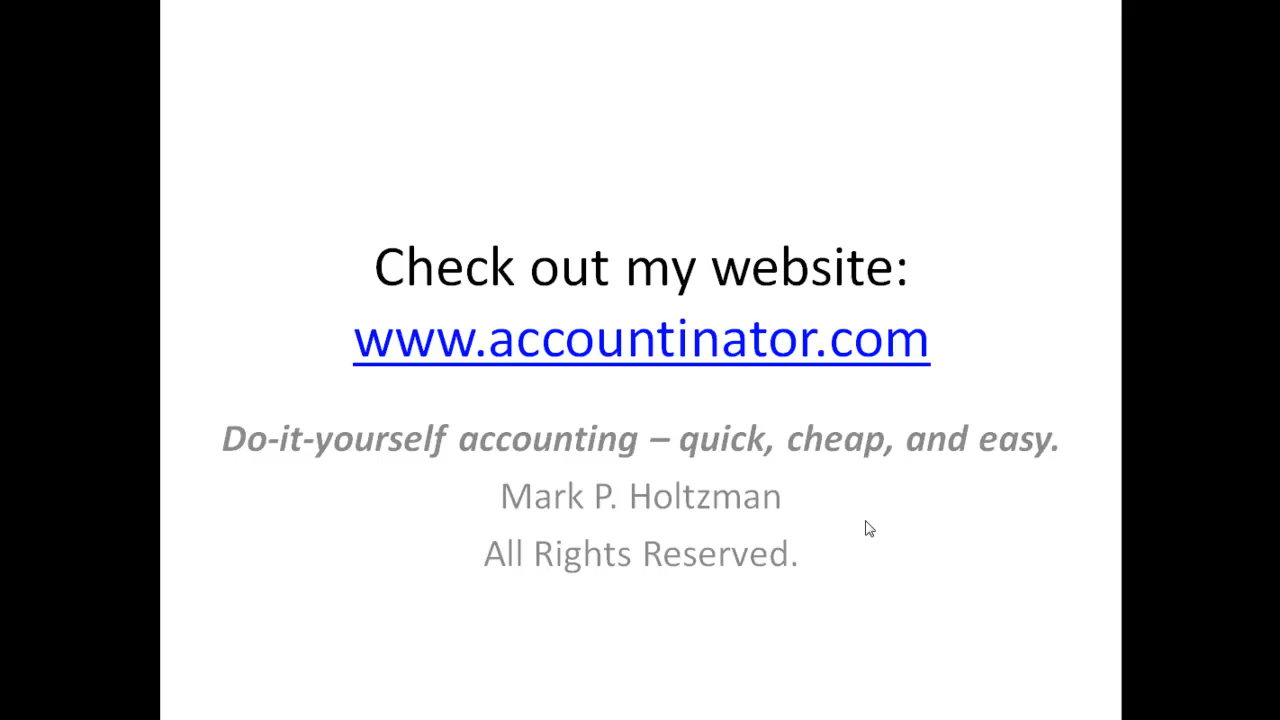 Check out my website:
www.accountinator.com
Do-it-yourself accounting – quick, cheap, and easy.
Mark P. Holtzman
All Rights Reserved.